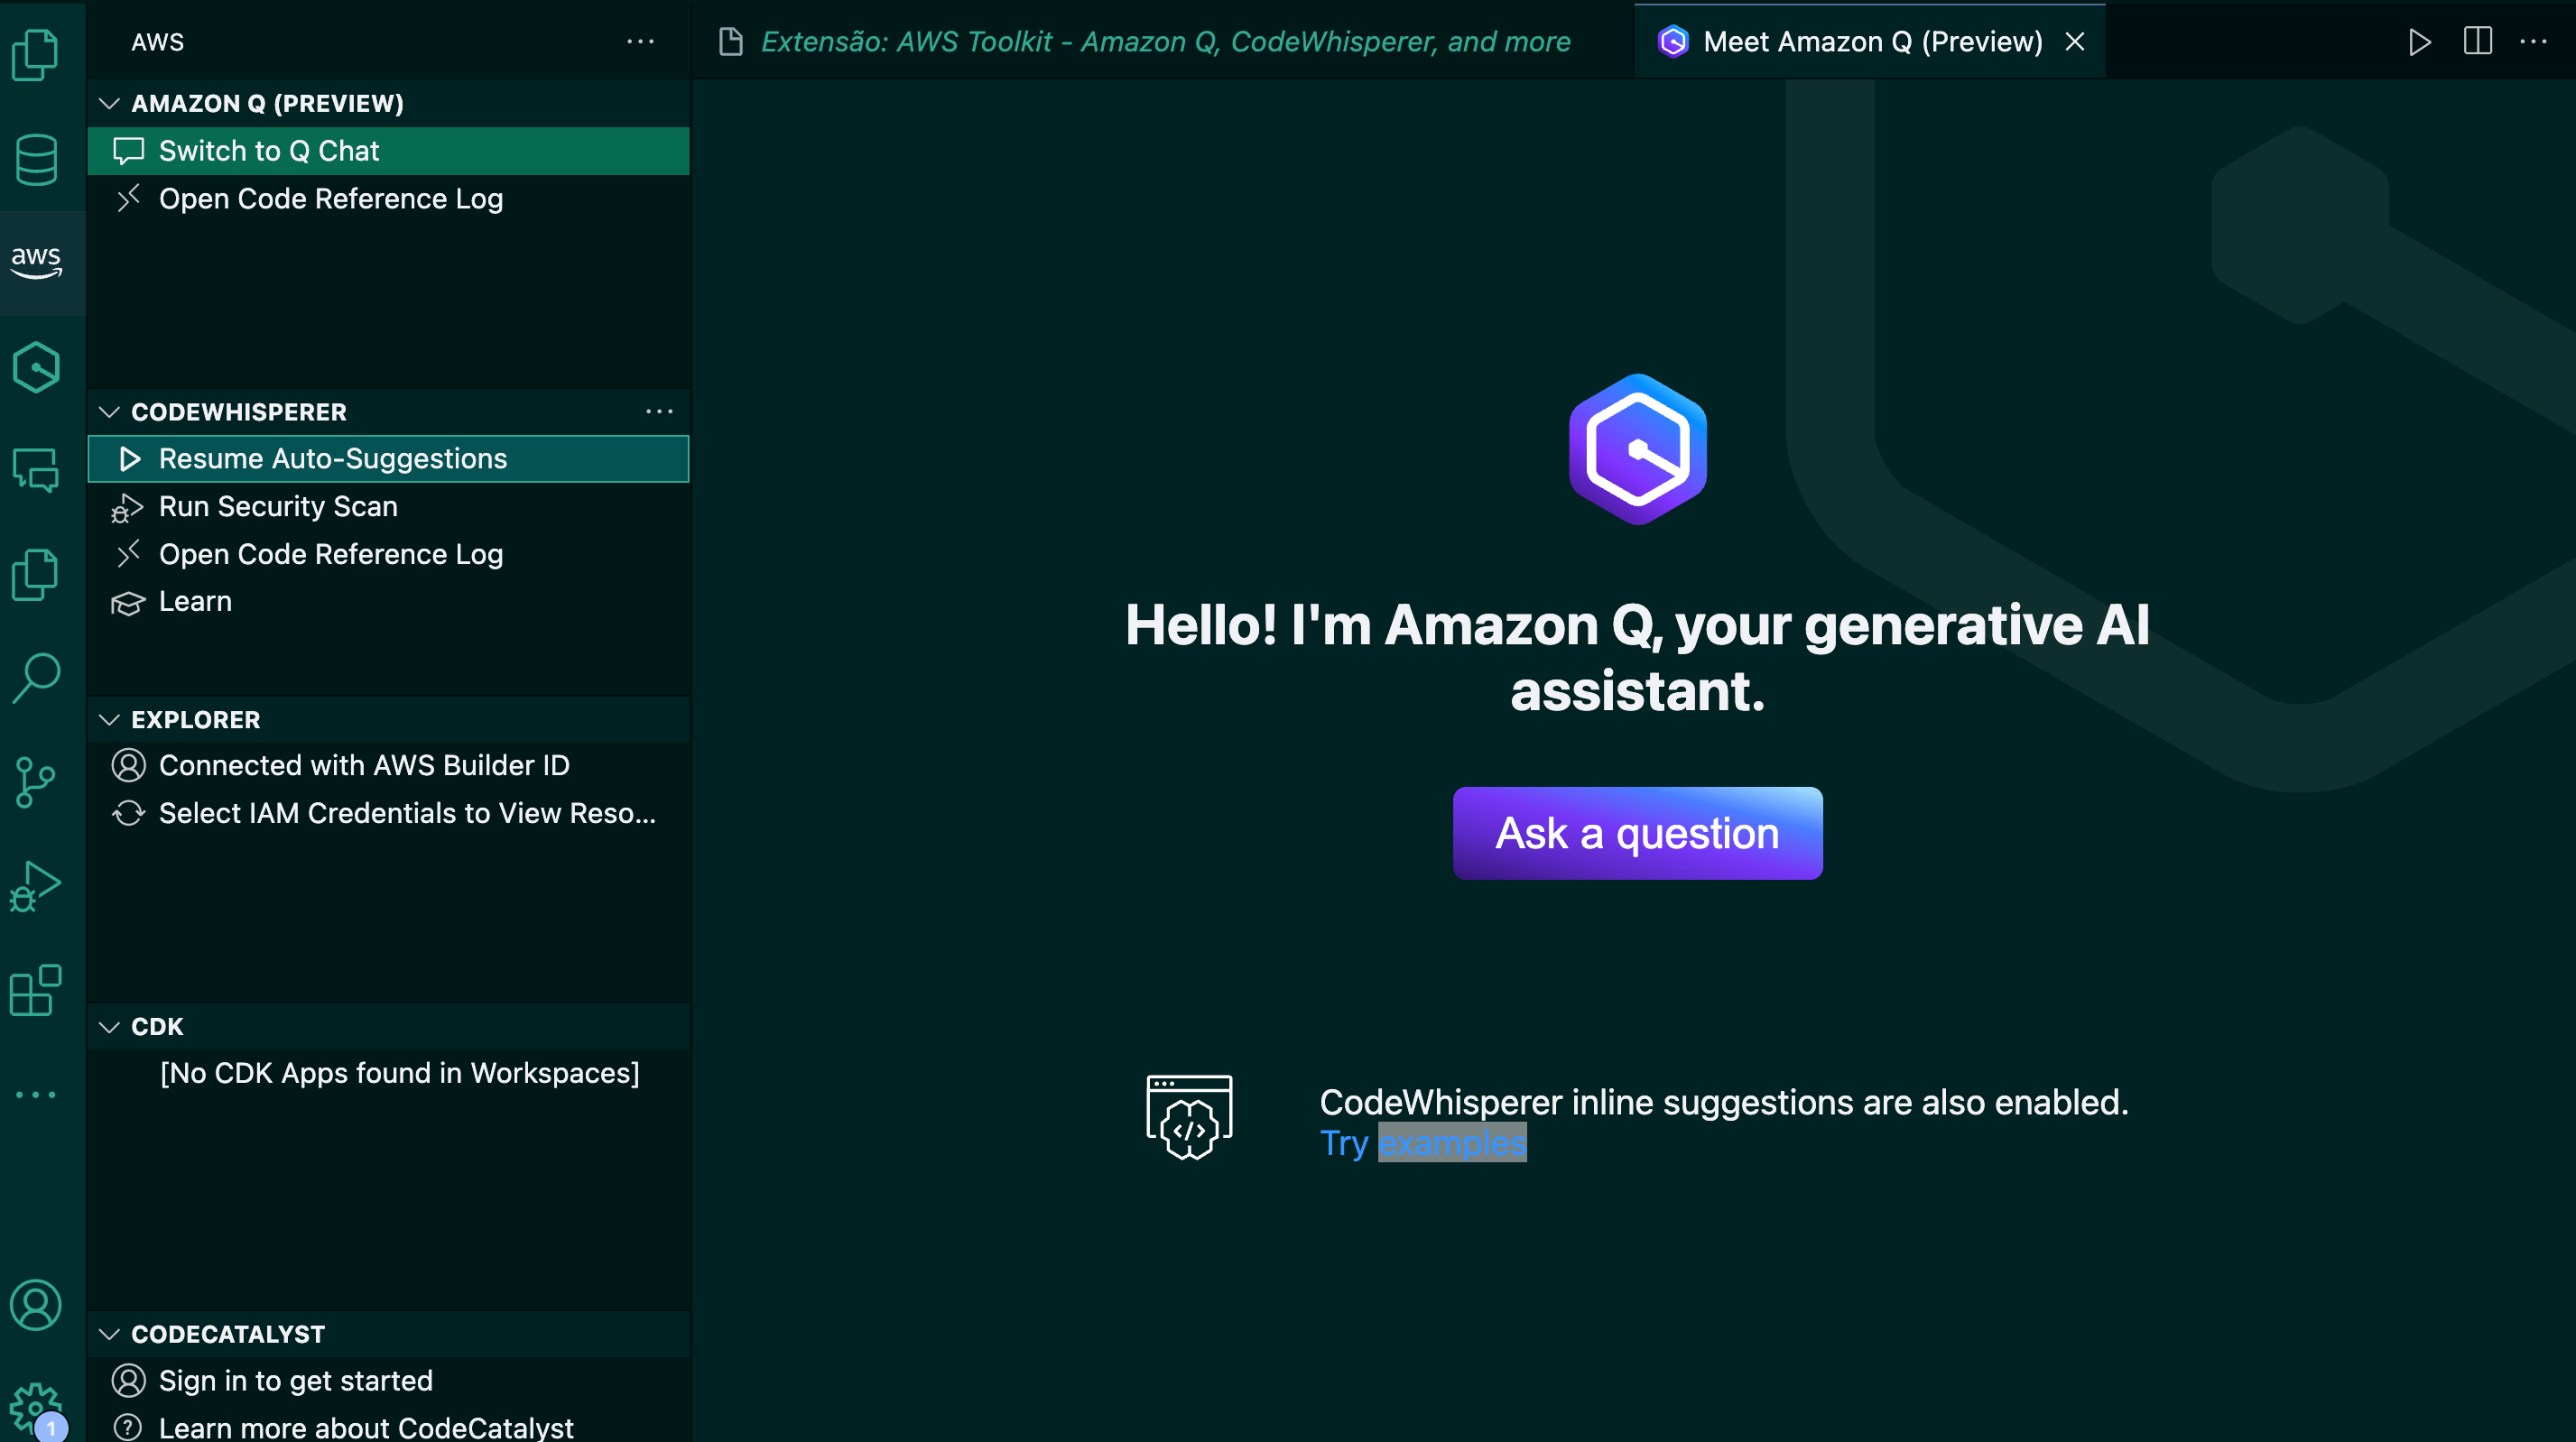 AWS
Extensão: AWS Toolkit - Amazon Q, CodeWhisperer, and more
Meet Amazon Q (Preview)
AMAZON Q (PREVIEW)
Switch to Q Chat
Open Code Reference Log
aws
CODEWHISPERER
Resume Auto-Suggestions
Run Security Scan
Open Code Reference Log
Learn
EXPLORER
Connected with AWS Builder ID
Select IAM Credentials to View Reso...
CDK
[No CDK Apps found in Workspaces]
CODECATALYST
Sign in to get started
Learn more about CodeCatalyst
1
Hello! I'm Amazon Q, your generative AI
assistant.
Ask a question
CodeWhisperer inline suggestions are also enabled.
Try examples